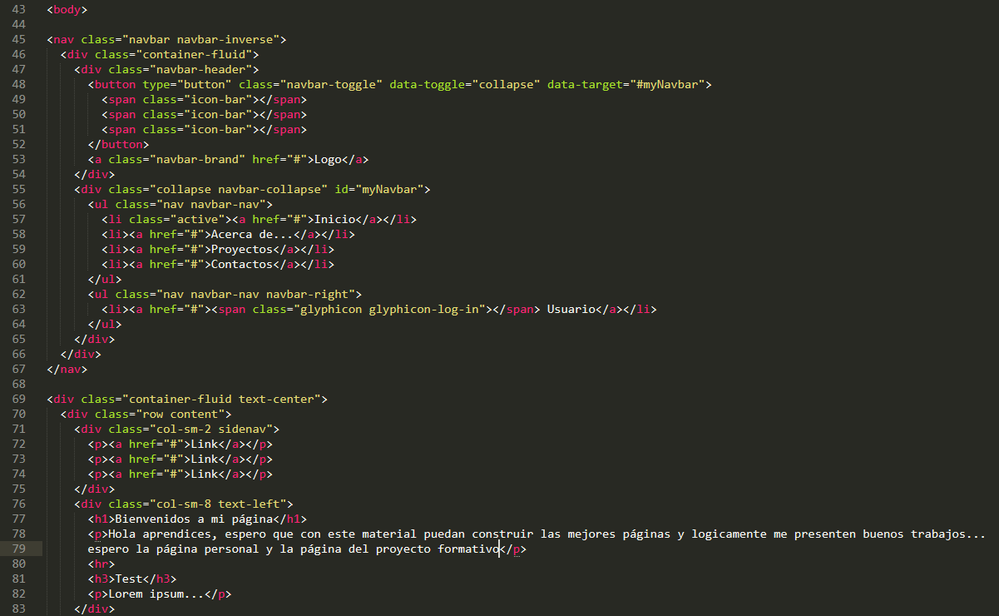 43 <body>
44
45 <nav class="navbar navbar-inverse">
46   <div class="container-fluid">
47     <div class="navbar-header">
48       <button type="button" class="navbar-toggle" data-toggle="collapse" data-target="#myNavbar">
49         <span class="icon-bar"></span>
50         <span class="icon-bar"></span>
51         <span class="icon-bar"></span>
52       </button>
53       <a class="navbar-brand" href="#">Logo</a>
54     </div>
55     <div class="collapse navbar-collapse" id="myNavbar">
56       <ul class="nav navbar-nav">
57         <li class="active"><a href="#">Inicio</a></li>
58         <li><a href="#">Acerca de...</a></li>
59         <li><a href="#">Proyectos</a></li>
60         <li><a href="#">Contactos</a></li>
61       </ul>
62       <ul class="nav navbar-nav navbar-right">
63         <li><a href="#"><span class="glyphicon glyphicon-log-in"></span> Usuario</a></li>
64       </ul>
65     </div>
66   </div>
67 </nav>
68
69 <div class="container-fluid text-center">
70   <div class="row content">
71     <div class="col-sm-2 sidenav">
72       <p><a href="#">Link</a></p>
73       <p><a href="#">Link</a></p>
74       <p><a href="#">Link</a></p>
75     </div>
76     <div class="col-sm-8 text-left">
77       <h1>Bienvenidos a mi página</h1>
78       <p>Hola aprendices, espero que con este material puedan construir las mejores páginas y logicamente me presenten buenos trabajos...
79       espero la página personal y la página del proyecto formativo</p>
80       <hr>
81       <h3>Test</h3>
82       <p>Lorem ipsum...</p>
83     </div>